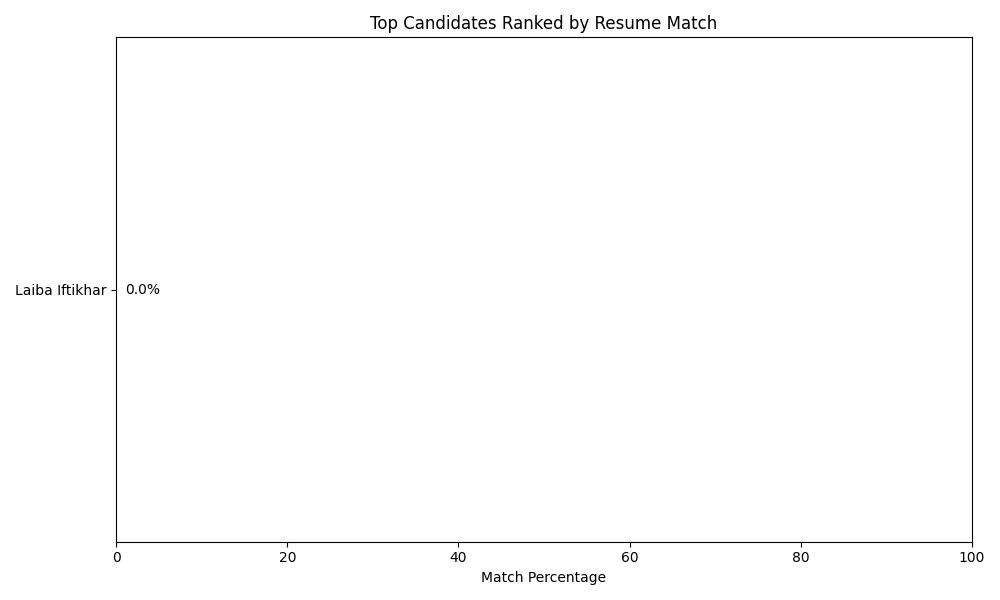 Top Candidates Ranked by Resume Match
Laiba Iftikhar
0.0%
0 20 40 60 80 100
Match Percentage